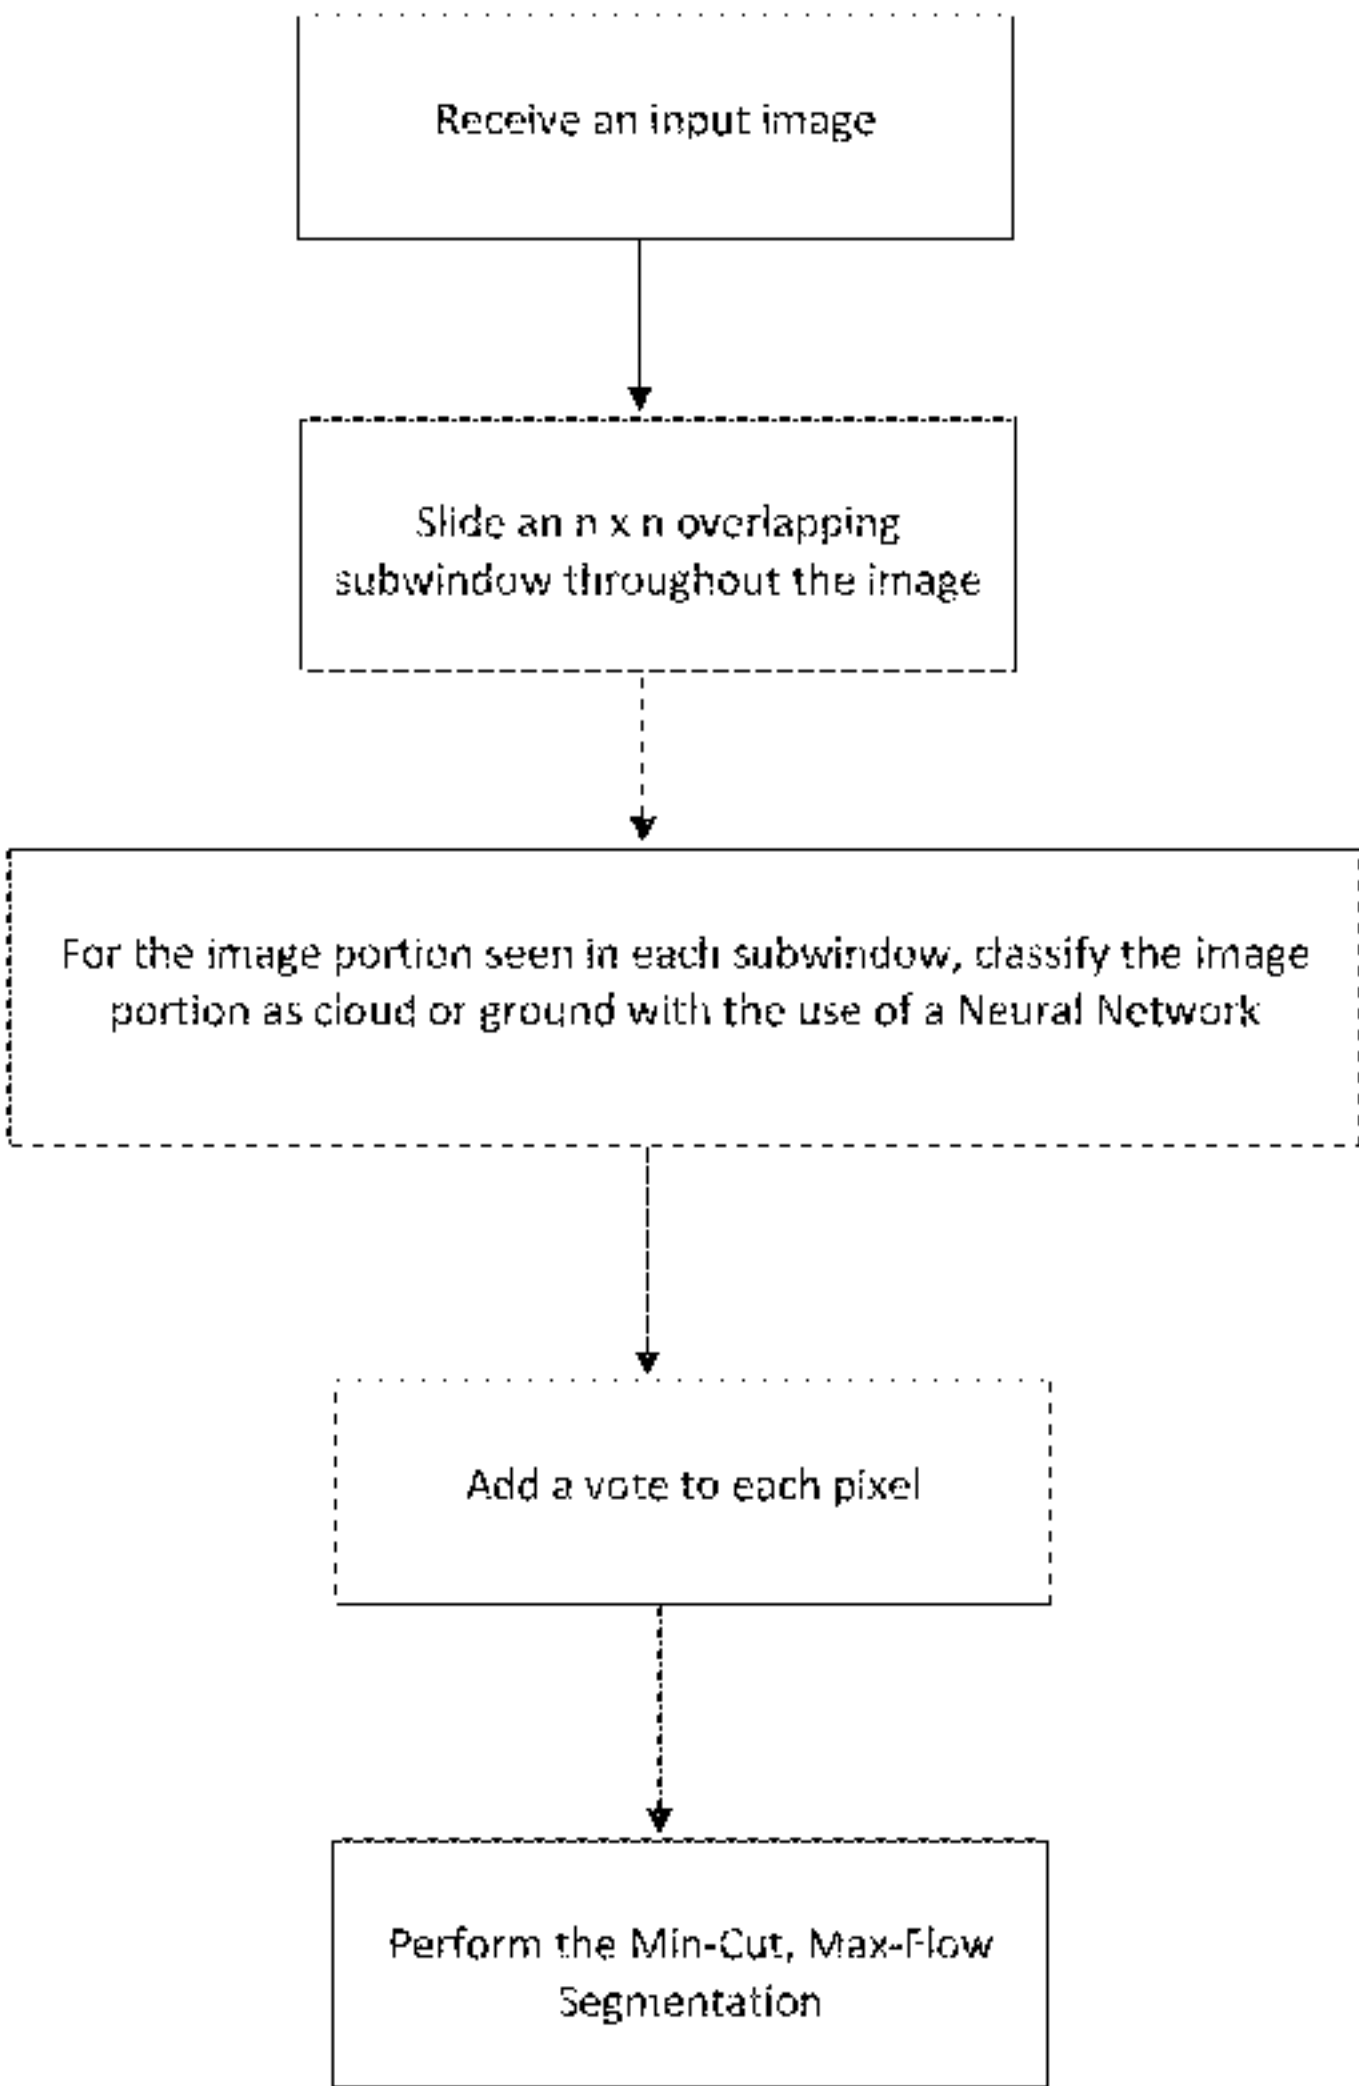 Receive an input image
Slide an n x n overlapping
subwindow throughout the image
For the image portion seen in each subwindow, classify the image
portion as cloud or ground with the use of a Neural Network
Add a vote to each pixel
Perform the Min-Cut, Max-Flow
Segmentation